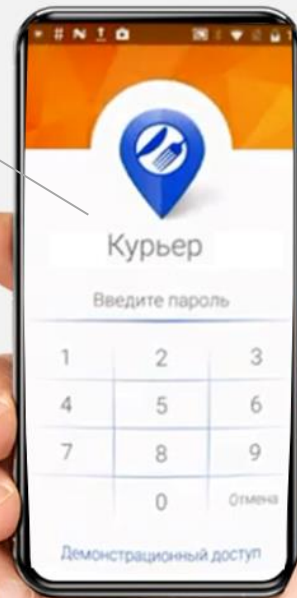 Курьер
Введите пароль
1 2 3
4 5 6
7 8 9
0 Отмена
Демонстрационный доступ